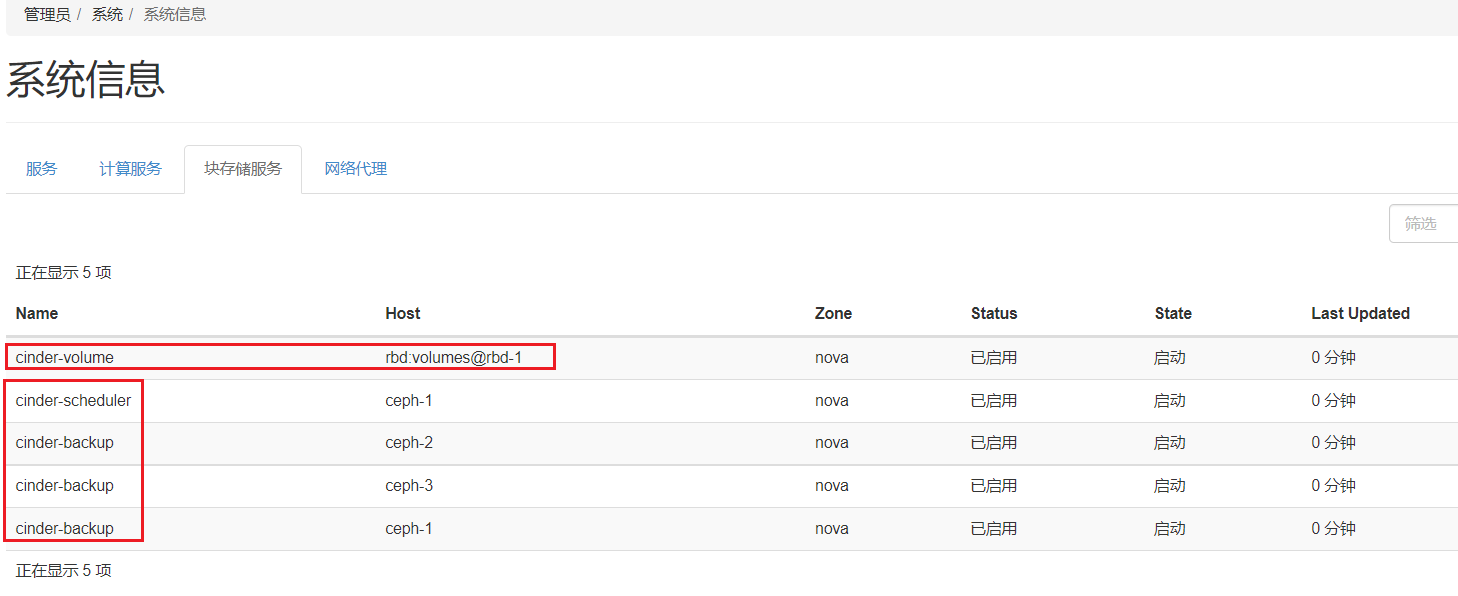 管理员 / 系统 / 系统信息
系统信息
服务 计算服务 块存储服务 网络代理
筛选
正在显示 5 项
Name Host Zone Status State Last Updated
cinder-volume rbd:volumes@rbd-1 nova 已启用 启动 0 分钟
cinder-scheduler ceph-1 nova 已启用 启动 0 分钟
cinder-backup ceph-2 nova 已启用 启动 0 分钟
cinder-backup ceph-3 nova 已启用 启动 0 分钟
cinder-backup ceph-1 nova 已启用 启动 0 分钟
正在显示 5 项